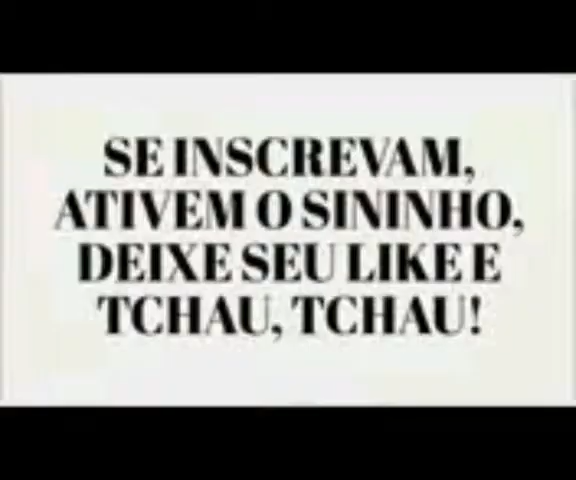 SE INSCREVAM,
ATIVEM O SININHO,
DEIXE SEU LIKE E
TCHAU, TCHAU!